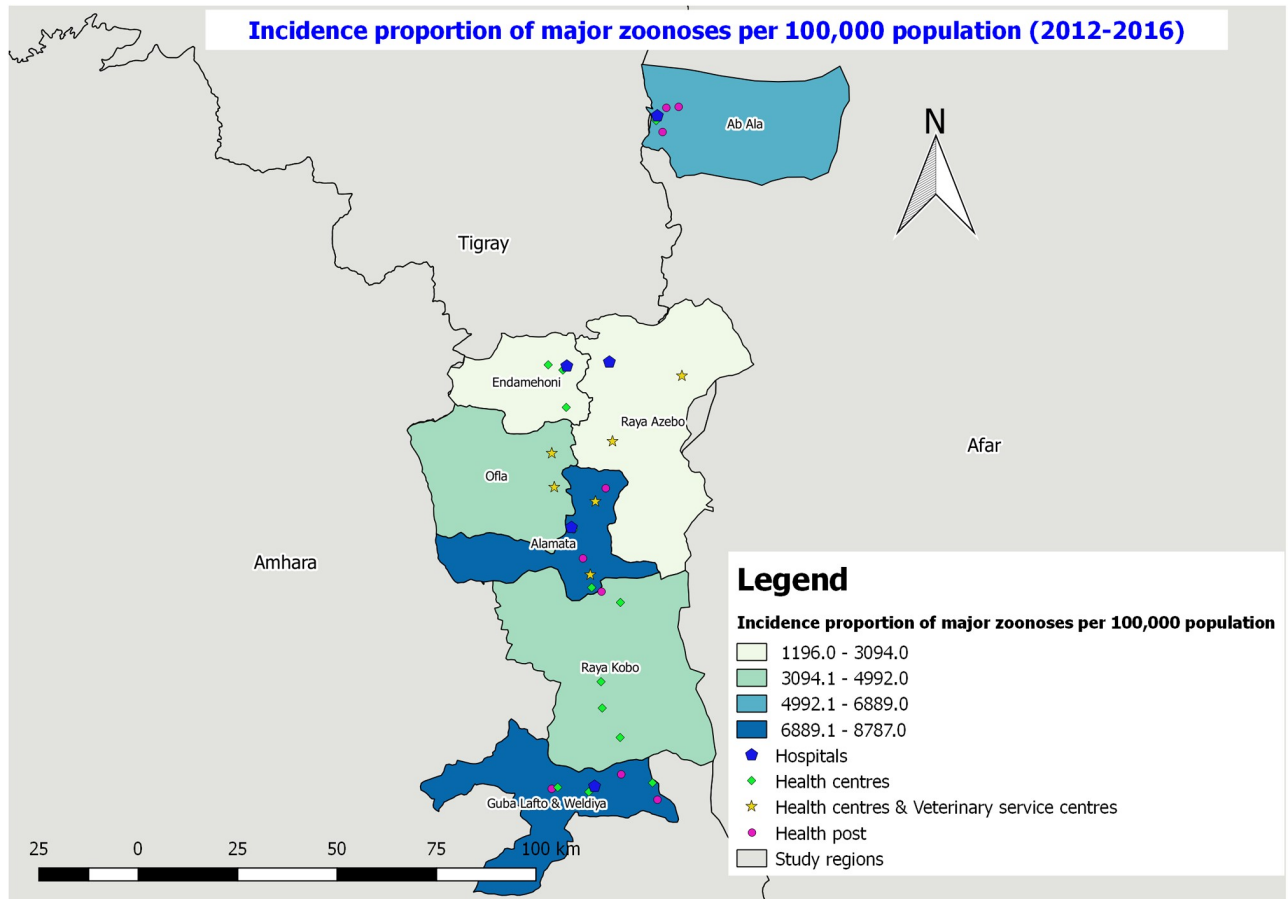 Incidence proportion of major zoonoses per 100,000 population (2012-2016)
Ab Ala
N
Tigray
Endamehoni
Raya Azebo
Afar
Ofla
Alamata
Amhara
Raya Kobo
Guba Lafto & Weldiya
25 0 25 50 75 100 km
Legend
Incidence proportion of major zoonoses per 100,000 population
1196.0 - 3094.0
3094.1 - 4992.0
4992.1 - 6889.0
6889.1 - 8787.0
Hospitals
Health centres
Health centres & Veterinary service centres
Health post
Study regions